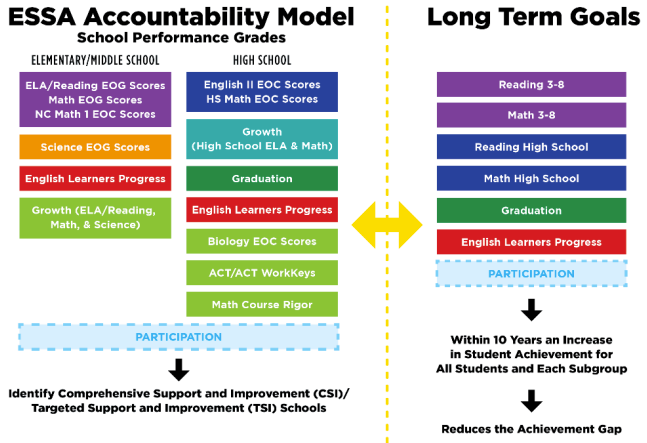 ESSA Accountability Model
School Performance Grades
ELEMENTARY/MIDDLE SCHOOL
ELA/Reading EOG Scores
Math EOG Scores
NC Math 1 EOC Scores
Science EOG Scores
English Learners Progress
Growth (ELA/Reading,
Math, & Science)
HIGH SCHOOL
English II EOC Scores
HS Math EOC Scores
Growth
(High School ELA & Math)
Graduation
English Learners Progress
Biology EOC Scores
ACT/ACT WorkKeys
Math Course Rigor
PARTICIPATION
Identify Comprehensive Support and Improvement (CSI)/
Targeted Support and Improvement (TSI) Schools
Long Term Goals
Reading 3-8
Math 3-8
Reading High School
Math High School
Graduation
English Learners Progress
PARTICIPATION
Within 10 Years an Increase
in Student Achievement for
All Students and Each Subgroup
Reduces the Achievement Gap